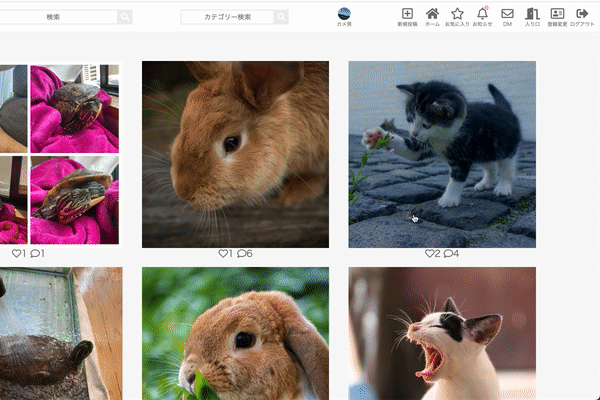 検索
カテゴリー検索
カメ男
新規投稿
ホーム
お気に入り
お知らせ
DM
入り口
登録変更
ログアウト
1 1
1 6
2 4